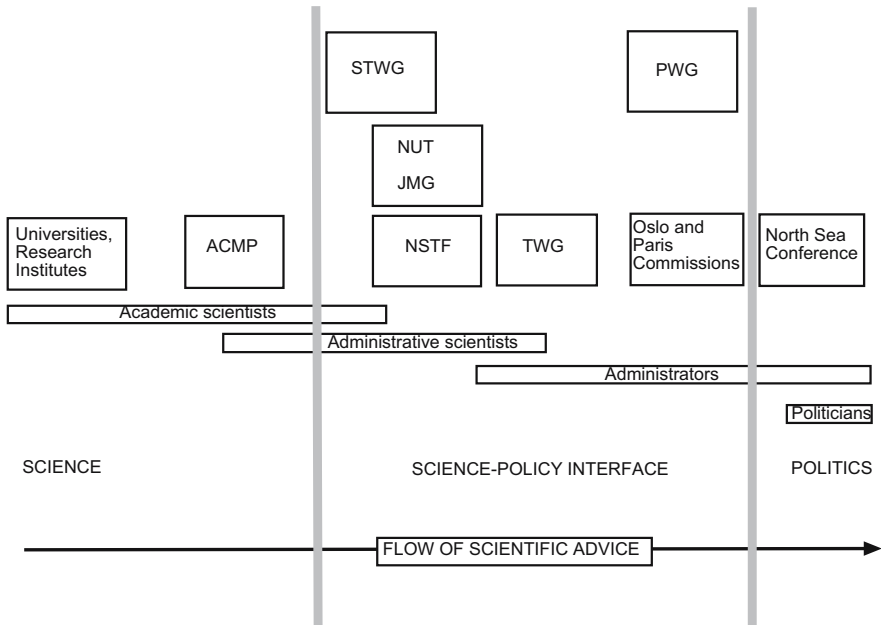 STWG
PWG
NUT
JMG
Universities,
Research
Institutes
ACMP
NSTF
TWG
Oslo and
Paris
Commissions
North Sea
Conference
Academic scientists
Administrative scientists
Administrators
Politicians
SCIENCE
SCIENCE-POLICY INTERFACE
POLITICS
FLOW OF SCIENTIFIC ADVICE